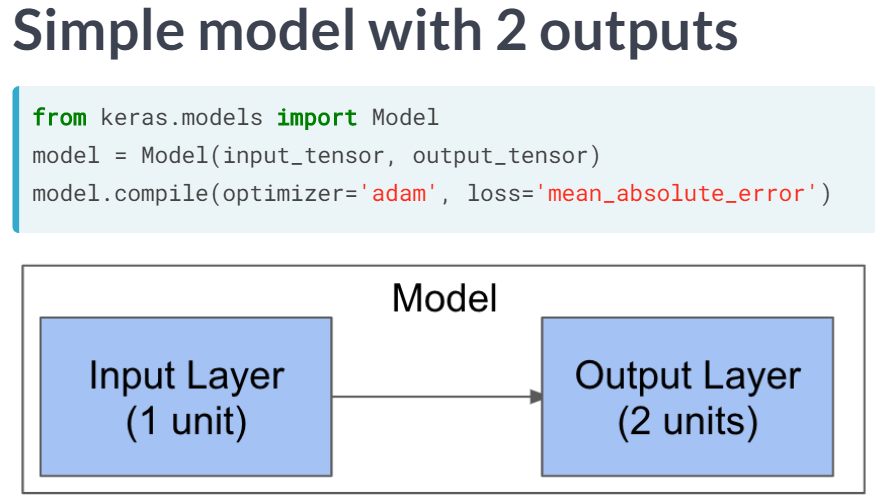 Simple model with 2 outputs
from keras.models import Model
model = Model(input_tensor, output_tensor)
model.compile(optimizer='adam', loss='mean_absolute_error')
Model
Input Layer
(1 unit)
Output Layer
(2 units)